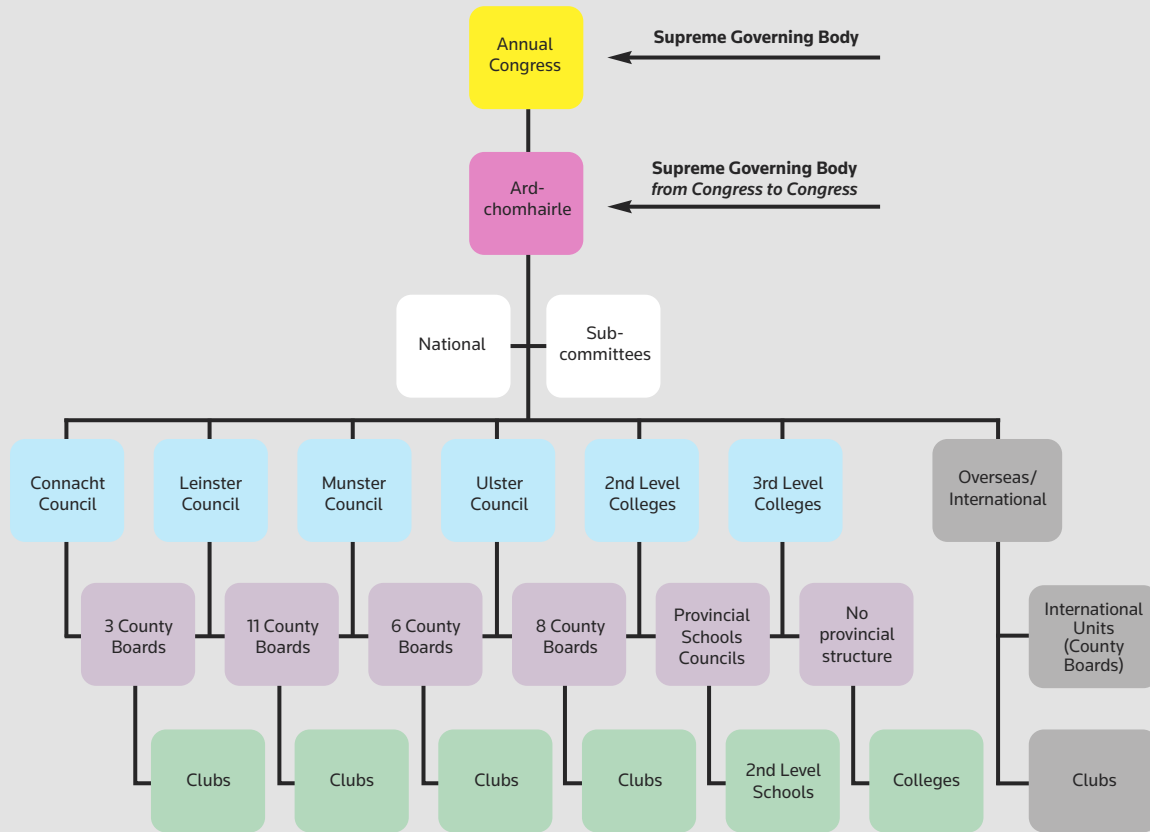 Annual
Congress
Supreme Governing Body
Ard-
chomhairle
Supreme Governing Body
from Congress to Congress
National
Sub-
committees
Connacht
Council
Leinster
Council
Munster
Council
Ulster
Council
2nd Level
Colleges
3rd Level
Colleges
Overseas/
International
3 County
Boards
11 County
Boards
6 County
Boards
8 County
Boards
Provincial
Schools
Councils
No
provincial
structure
International
Units
(County
Boards)
Clubs
Clubs
Clubs
Clubs
2nd Level
Schools
Colleges
Clubs